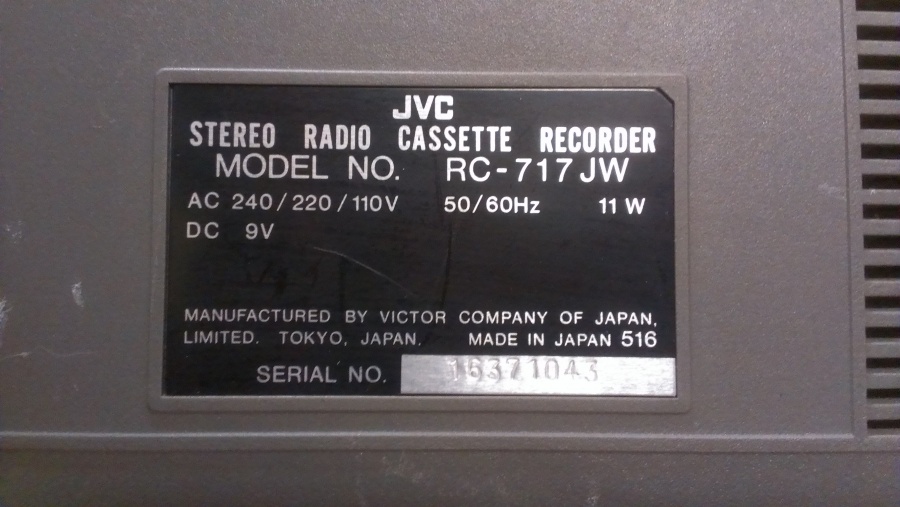 JVC
STEREO RADIO CASSETTE RECORDER
MODEL NO. RC-717JW
AC 240/220/110V 50/60Hz 11W
DC 9V
MANUFACTURED BY VICTOR COMPANY OF JAPAN,
LIMITED. TOKYO, JAPAN. MADE IN JAPAN 516
SERIAL NO. 16371043